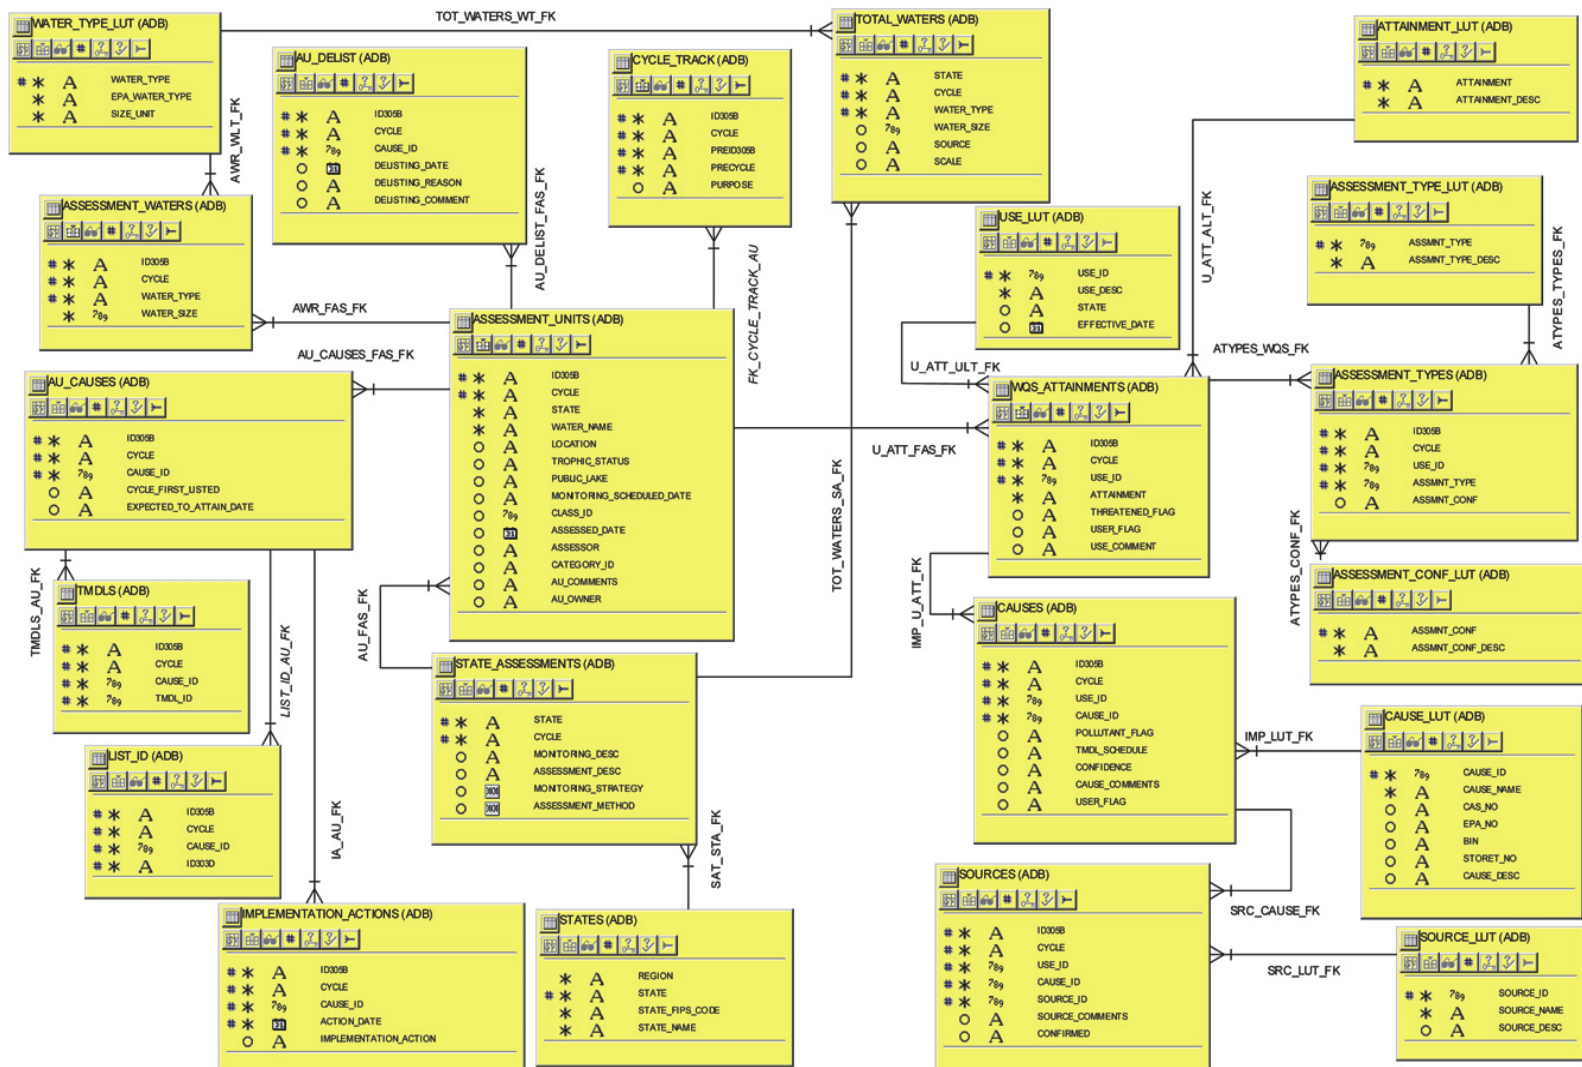 WATER_TYPE_LUT (ADB)
WATER_TYPE
EPA_WATER_TYPE
SIZE_UNIT
TOT_WATERS_WT_FK
AU_DELIST (ADB)
ID305B
CYCLE
CAUSE_ID
DELISTING_DATE
DELISTING_REASON
DELISTING_COMMENT
CYCLE_TRACK (ADB)
ID305B
CYCLE
PREID305B
PRECYCLE
PURPOSE
TOTAL_WATERS (ADB)
STATE
CYCLE
WATER_TYPE
WATER_SIZE
SOURCE
SCALE
ATTAINMENT_LUT (ADB)
ATTAINMENT
ATTAINMENT_DESC
AWR_WLT_FK
AU_DELIST_FAS_FK
FK_CYCLE_TRACK_AU
U_ATT_ALT_FK
ASSESSMENT_TYPE_LUT (ADB)
ASSMNT_TYPE
ASSMNT_TYPE_DESC
ATYPES_TYPES_FK
ASSESSMENT_WATERS (ADB)
ID305B
CYCLE
WATER_TYPE
WATER_SIZE
AWR_FAS_FK
USE_LUT (ADB)
USE_ID
USE_DESC
STATE
EFFECTIVE_DATE
U_ATT_ULT_FK
ATYPES_WQS_FK
AU_CAUSES_FAS_FK
AU_CAUSES (ADB)
ID305B
CYCLE
CAUSE_ID
CYCLE_FIRST_LISTED
EXPECTED_TO_ATTAIN_DATE
ASSESSMENT_UNITS (ADB)
ID305B
CYCLE
STATE
WATER_NAME
LOCATION
TROPHIC_STATUS
PUBLIC_LAKE
MONITORING_SCHEDULED_DATE
CLASS_ID
ASSESSED_DATE
ASSESSOR
CATEGORY_ID
AU_COMMENTS
AU_OWNER
U_ATT_FAS_FK
TOT_WATERS_SA_FK
WQS_ATTAINMENTS (ADB)
ID305B
CYCLE
USE_ID
ATTAINMENT
THREATENED_FLAG
USER_FLAG
USE_COMMENT
ASSESSMENT_TYPES (ADB)
ID305B
CYCLE
USE_ID
ASSMNT_TYPE
ASSMNT_CONF
ATYPES_CONF_FK
ASSESSMENT_CONF_LUT (ADB)
ASSMNT_CONF
ASSMNT_CONF_DESC
TMDLS_AU_FK
TMDLS (ADB)
ID305B
CYCLE
CAUSE_ID
TMDL_ID
LIST_ID_AU_FK
AU_FAS_FK
IMP_U_ATT_FK
STATE_ASSESSMENTS (ADB)
STATE
CYCLE
MONITORING_DESC
ASSESSMENT_DESC
MONITORING_STRATEGY
ASSESSMENT_METHOD
CAUSES (ADB)
ID305B
CYCLE
USE_ID
CAUSE_ID
POLLUTANT_FLAG
TMDL_SCHEDULE
CONFIDENCE
CAUSE_COMMENTS
USER_FLAG
IMP_LUT_FK
CAUSE_LUT (ADB)
CAUSE_ID
CAUSE_NAME
CAS_NO
EPA_NO
BIN
STORET_NO
CAUSE_DESC
LIST_ID (ADB)
ID305B
CYCLE
CAUSE_ID
ID303D
IA_AU_FK
SAT_STA_FK
IMPLEMENTATION_ACTIONS (ADB)
ID305B
CYCLE
CAUSE_ID
ACTION_DATE
IMPLEMENTATION_ACTION
STATES (ADB)
REGION
STATE
STATE_FIPS_CODE
STATE_NAME
SOURCES (ADB)
ID305B
CYCLE
USE_ID
CAUSE_ID
SOURCE_ID
SOURCE_COMMENTS
CONFIRMED
SRC_CAUSE_FK
SRC_LUT_FK
SOURCE_LUT (ADB)
SOURCE_ID
SOURCE_NAME
SOURCE_DESC